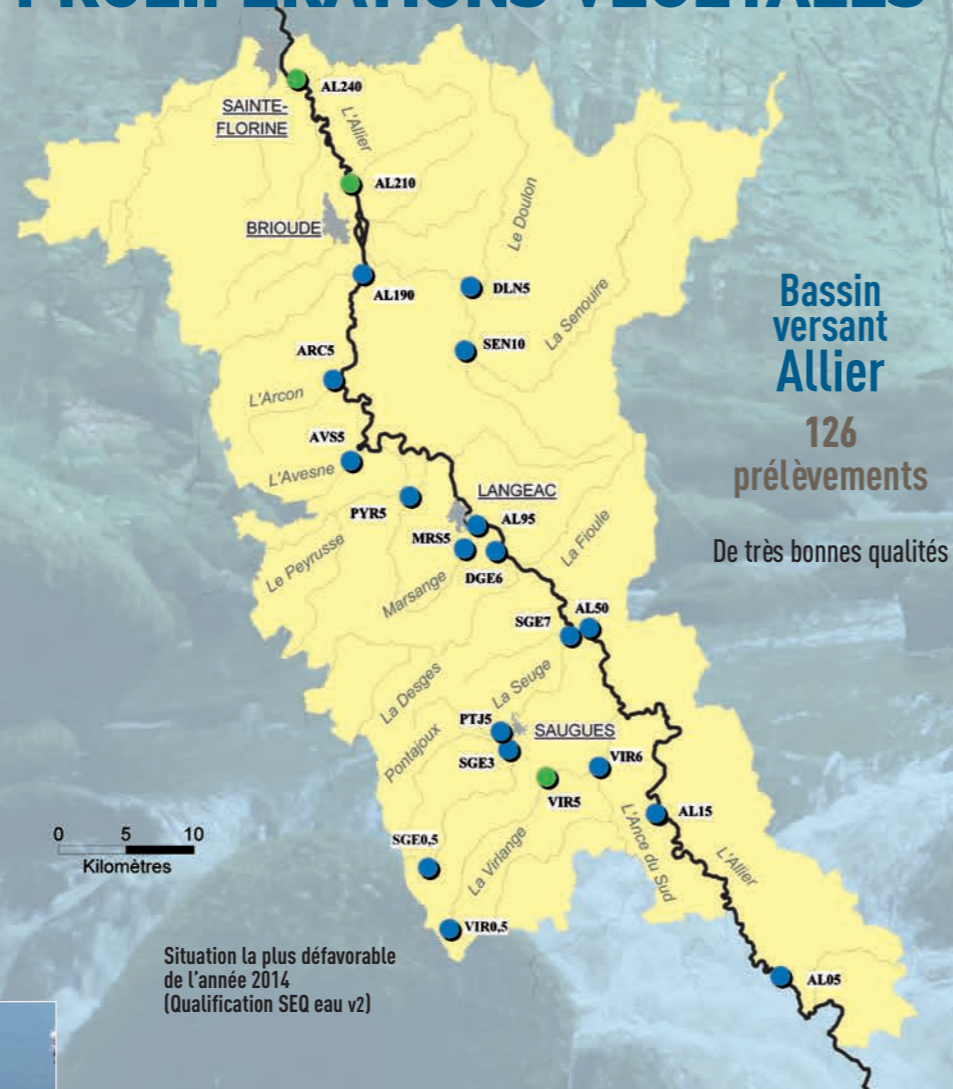 PROLIFÉRATIONS VÉGÉTALES
AL240
SAINTE-
FLORINE
L'Allier
AL210
BRIOUDE
Le Doulon
AL190
DLN5
La Senouire
SEN10
ARC5
L'Arcon
AVS5
L'Avesne
PYR5
LANGEAC
AL95
MRS5
DGE6
La Fioule
Le Peyrusse
Marsange
AL50
SGE7
La Desges
La Seuge
PTJ5
SAUGUES
Pontajoux
SGE3
VIR6
VIR5
AL15
L'Ance du Sud
L'Allier
SGE0,5
La Virlange
VIR0,5
AL05
0 5 10
Kilomètres
Bassin
versant
Allier
126
prélèvements
De très bonnes qualités
Situation la plus défavorable
de l'année 2014
(Qualification SEQ eau v2)